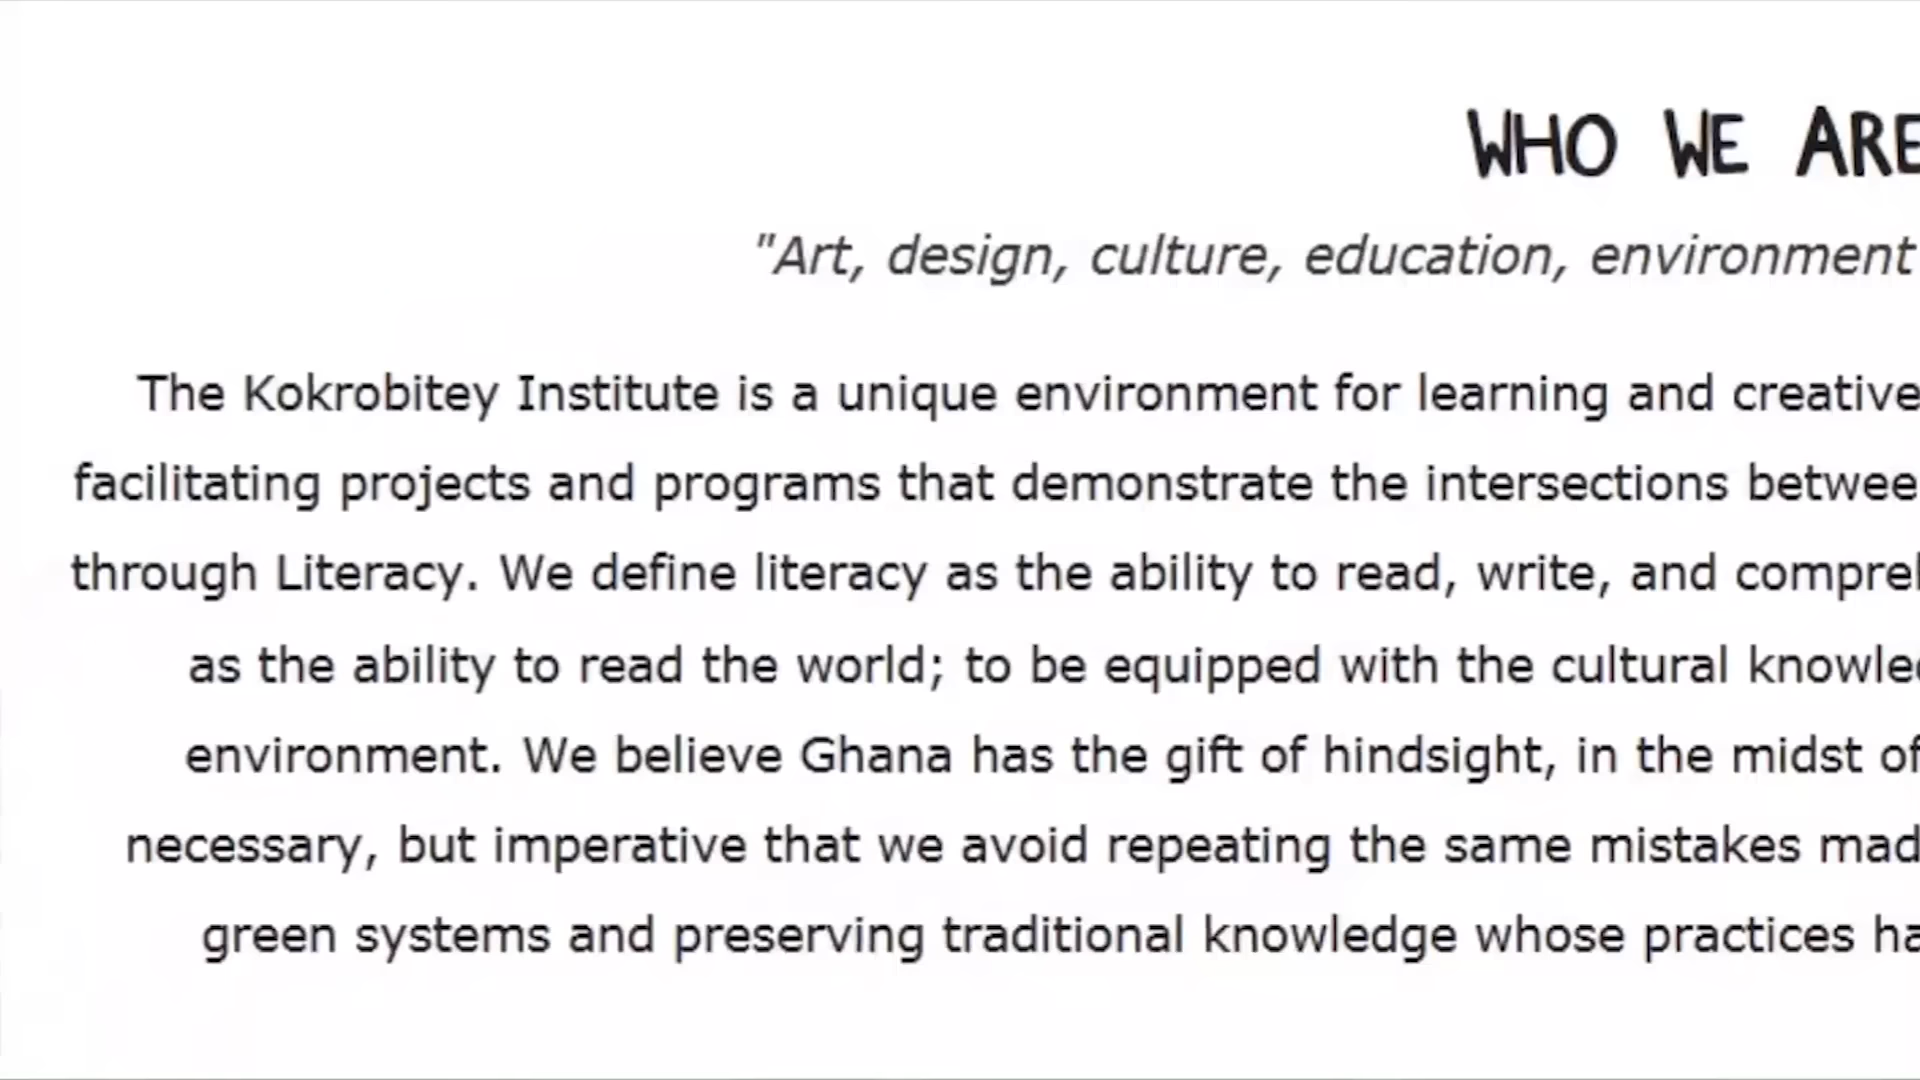 WHO WE ARE
"Art, design, culture, education, environment
The Kokrobitey Institute is a unique environment for learning and creative
facilitating projects and programs that demonstrate the intersections betwee
through Literacy. We define literacy as the ability to read, write, and compre
as the ability to read the world; to be equipped with the cultural knowle
environment. We believe Ghana has the gift of hindsight, in the midst of
necessary, but imperative that we avoid repeating the same mistakes mad
green systems and preserving traditional knowledge whose practices ha